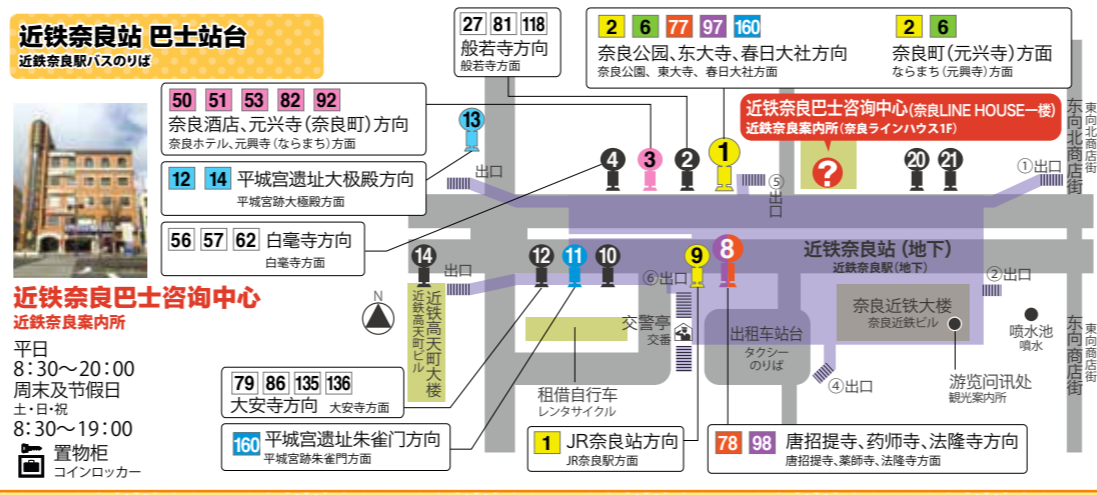 近铁奈良站 巴士站台
近鉄奈良駅バスのりば
27 81 118
般若寺方向
般若寺方面
2 6 77 97 160
奈良公园、东大寺、春日大社方向
奈良公園、東大寺、春日大社方面
2 6
奈良町(元兴寺)方面
ならまち(元興寺)方面
50 51 53 82 92
奈良酒店、元兴寺(奈良町)方向
奈良ホテル、元興寺(ならまち)方面
12 14 平城宫遗址大极殿方向
平城宮跡大極殿方面
56 57 62 白毫寺方向
白毫寺方面
近铁奈良巴士咨询中心(奈良LINE HOUSE一楼)
近鉄奈良案内所(奈良ラインハウス1F)
?
13
4
3
2
1
20
21
出口
⑤出口
①出口
东向北商店街
東向北商店街
14
出口
12
11
10
9
8
⑥出口
近铁奈良站(地下)
近鉄奈良駅(地下)
②出口
近铁高天町大楼
近鉄高天町ビル
N
交警亭
交番
出租车站台
タクシー
のりば
奈良近铁大楼
奈良近鉄ビル
喷水池
噴水
④出口
游览问讯处
観光案内所
东向商店街
東向商店街
租借自行车
レンタサイクル
近铁奈良巴士咨询中心
近鉄奈良案内所
平日
8:30〜20:00
周末及节假日
土・日・祝
8:30〜19:00
置物柜
コインロッカー
79 86 135 136
大安寺方向 大安寺方面
160 平城宫遗址朱雀门方向
平城宮跡朱雀門方面
1 JR奈良站方向
JR奈良駅方面
78 98 唐招提寺、药师寺、法隆寺方向
唐招提寺、薬師寺、法隆寺方面